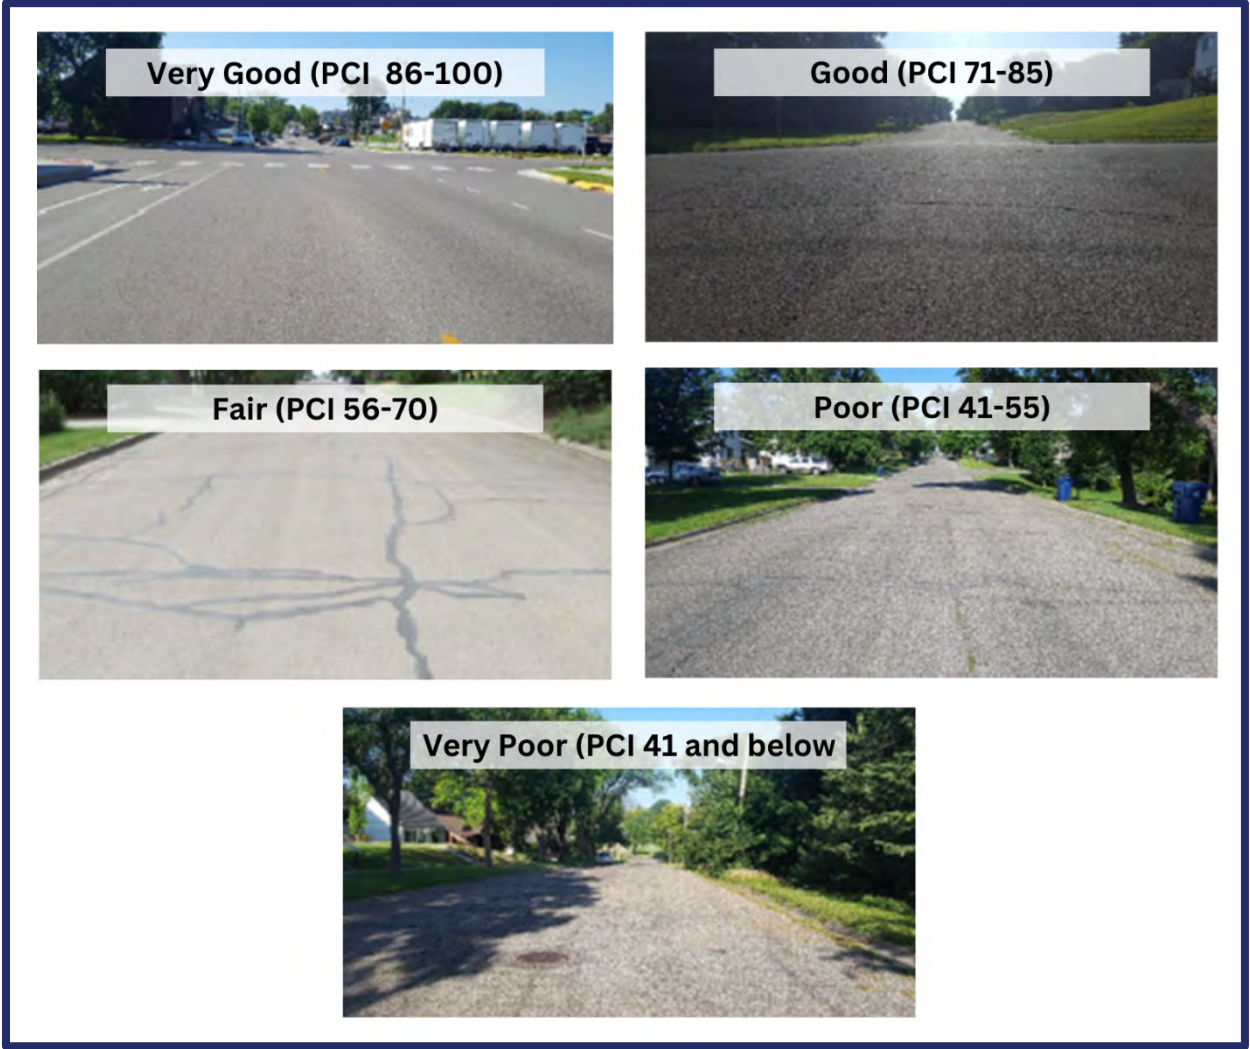 Very Good (PCI 86-100)
Good (PCI 71-85)
Fair (PCI 56-70)
Poor (PCI 41-55)
Very Poor (PCI 41 and below